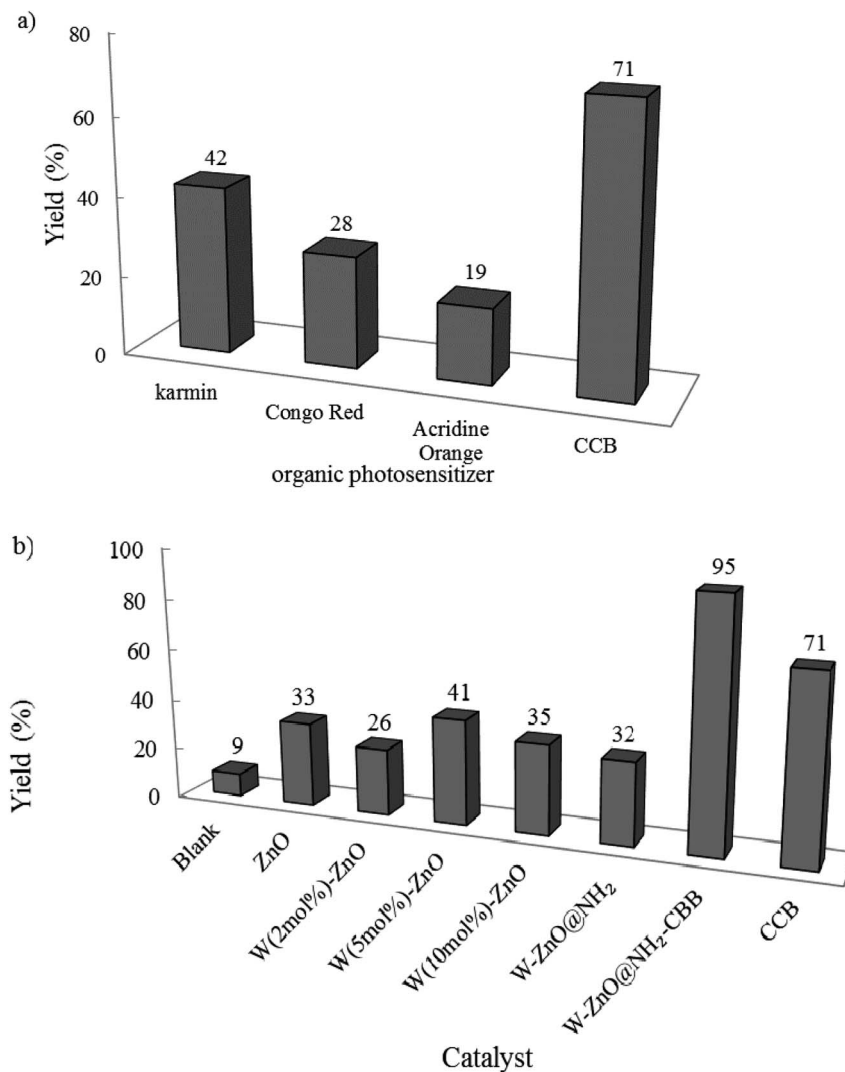 a)
80
60
40
20
0
Yield (%)
42
28
19
71
karmin
Congo Red
Acridine
Orange
CCB
organic photosensitizer
b)
100
80
60
40
20
0
Yield (%)
9
33
26
41
35
32
95
71
Blank
ZnO
W(2mol%)-ZnO
W(5mol%)-ZnO
W(10mol%)-ZnO
W-ZnO@NH₂
W-ZnO@NH₂-CBB
CCB
Catalyst